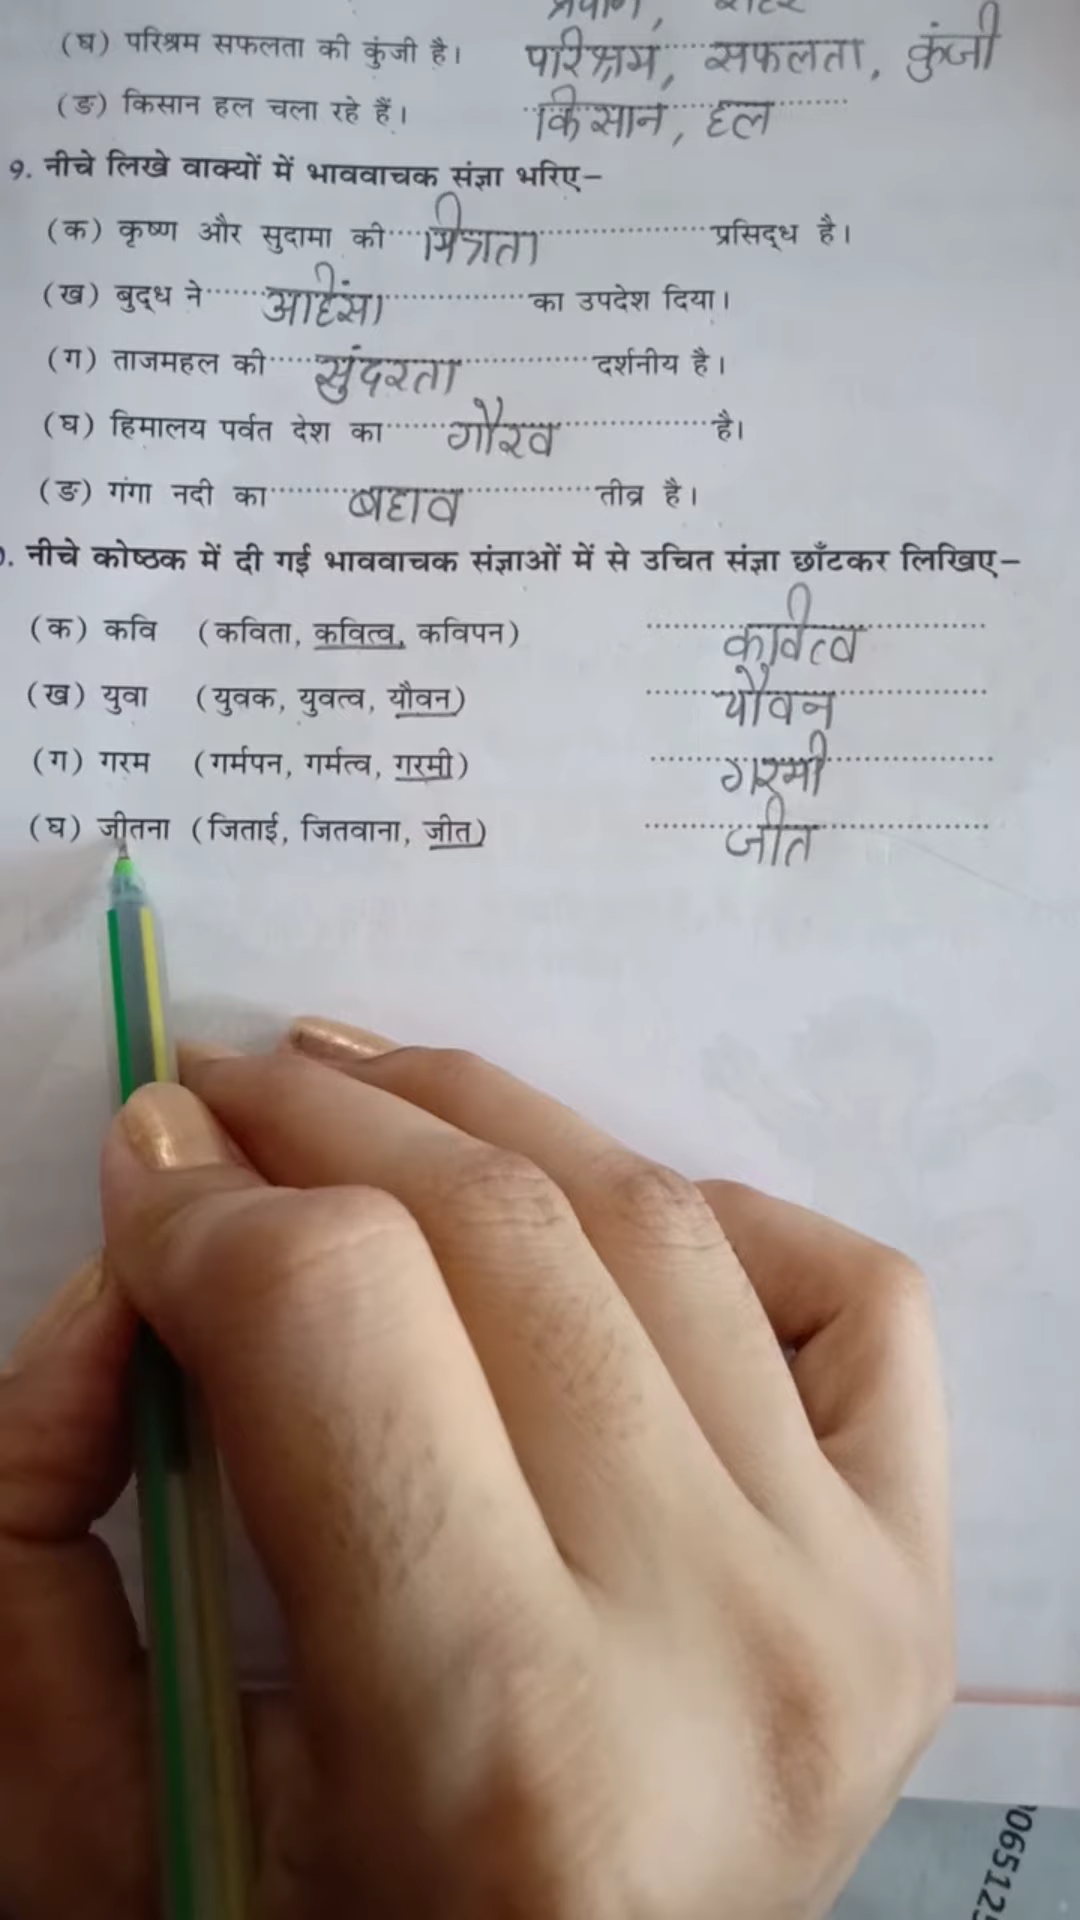 (घ) परिश्रम सफलता की कुंजी है। परिश्रम, सफलता, कुंजी
(ङ) किसान हल चला रहे हैं। किसान, हल
9. नीचे लिखे वाक्यों में भाववाचक संज्ञा भरिए–
(क) कृष्ण और सुदामा की मित्रता प्रसिद्ध है।
(ख) बुद्ध ने अहिंसा का उपदेश दिया।
(ग) ताजमहल की सुंदरता दर्शनीय है।
(घ) हिमालय पर्वत देश का गौरव है।
(ङ) गंगा नदी का बहाव तीव्र है।
. नीचे कोष्ठक में दी गई भाववाचक संज्ञाओं में से उचित संज्ञा छाँटकर लिखिए–
(क) कवि (कविता, कवित्व, कविपन) कवित्व
(ख) युवा (युवक, युवत्व, यौवन) यौवन
(ग) गरम (गर्मपन, गर्मत्व, गरमी) गरमी
(घ) जीतना (जिताई, जितवाना, जीत) जीत